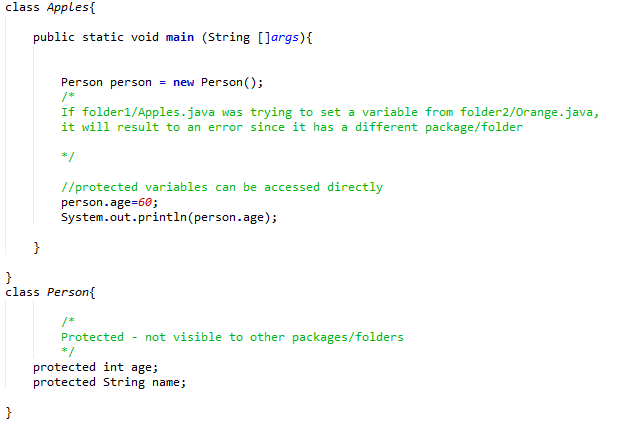 class Apples{
public static void main (String []args){
Person person = new Person();
/*
If folder1/Apples.java was trying to set a variable from folder2/Orange.java,
it will result to an error since it has a different package/folder
*/
//protected variables can be accessed directly
person.age=60;
System.out.println(person.age);
}
}
class Person{
/*
Protected - not visible to other packages/folders
*/
protected int age;
protected String name;
}